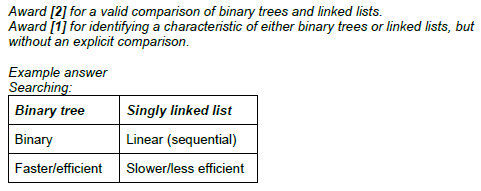 Award [2] for a valid comparison of binary trees and linked lists.
Award [1] for identifying a characteristic of either binary trees or linked lists, but
without an explicit comparison.
Example answer
Searching:
Binary tree Singly linked list
Binary Linear (sequential)
Faster/efficient Slower/less efficient